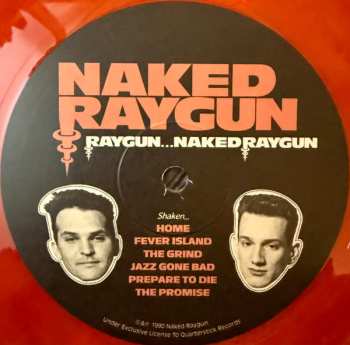 NAKED
RAYGUN
RAYGUN...NAKED RAYGUN
Shaken...
HOME
FEVER ISLAND
THE GRIND
JAZZ GONE BAD
PREPARE TO DIE
THE PROMISE
©&℗ 1990 Naked Raygun
Under Exclusive License To Quarterstick Records